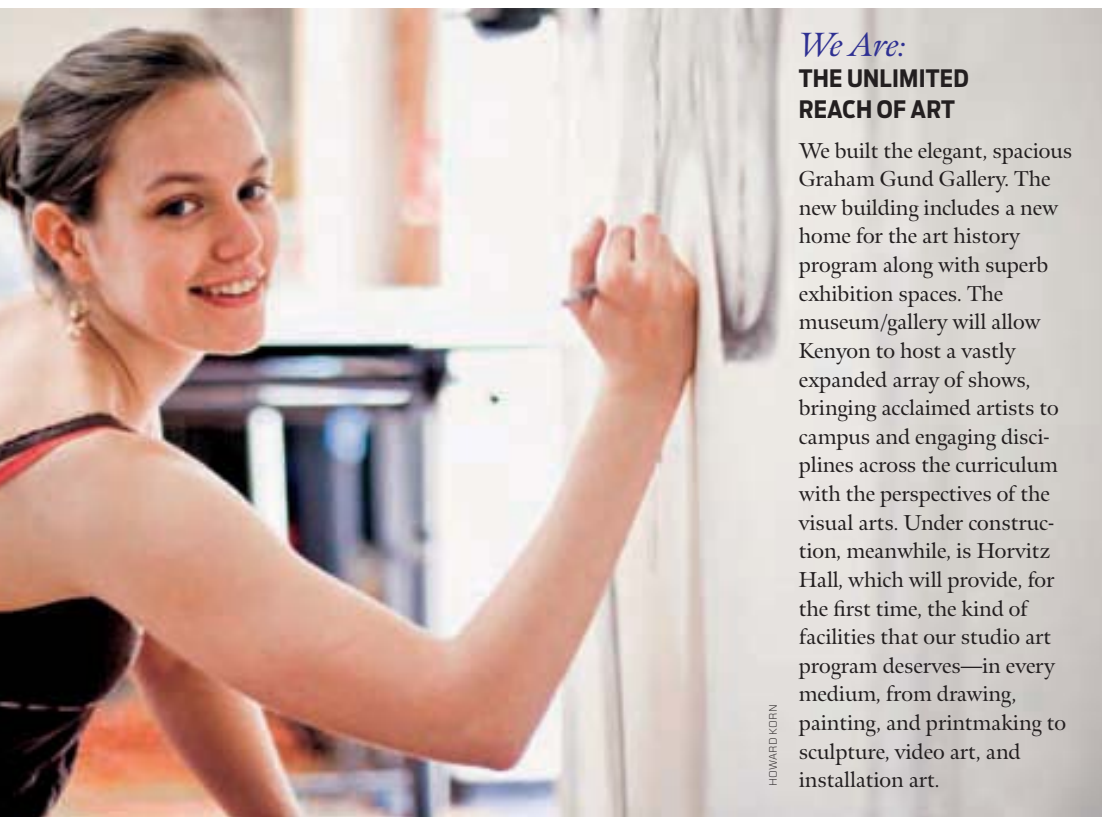 We Are:
THE UNLIMITED
REACH OF ART
We built the elegant, spacious
Graham Gund Gallery. The
new building includes a new
home for the art history
program along with superb
exhibition spaces. The
museum/gallery will allow
Kenyon to host a vastly
expanded array of shows,
bringing acclaimed artists to
campus and engaging disci-
plines across the curriculum
with the perspectives of the
visual arts. Under construc-
tion, meanwhile, is Horvitz
Hall, which will provide, for
the first time, the kind of
facilities that our studio art
program deserves—in every
medium, from drawing,
painting, and printmaking to
sculpture, video art, and
installation art.
HOWARD KORN